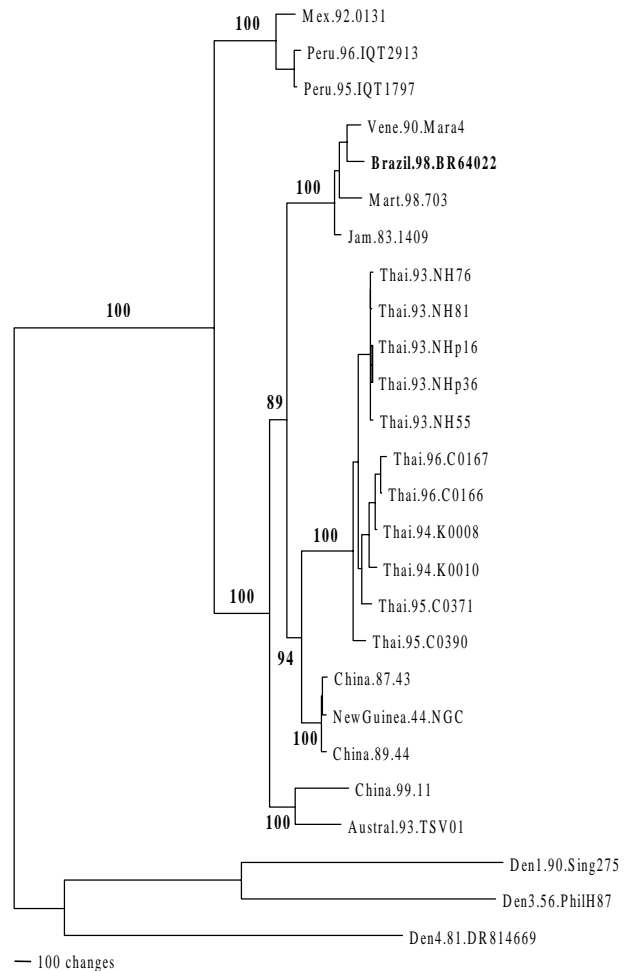 Mex.92.0131
100
Peru.96.IQT2913
Peru.95.IQT1797
Vene.90.Mara4
Brazil.98.BR64022
100
Mart.98.703
Jam.83.1409
Thai.93.NH76
Thai.93.NH81
100
Thai.93.NHp16
Thai.93.NHp36
89
Thai.93.NH55
Thai.96.C0167
Thai.96.C0166
Thai.94.K0008
100
Thai.94.K0010
100
Thai.95.C0371
Thai.95.C0390
94
China.87.43
NewGuinea.44.NGC
100
China.89.44
China.99.11
100
Austral.93.TSV01
Den1.90.Sing275
Den3.56.PhilH87
Den4.81.DR814669
100 changes